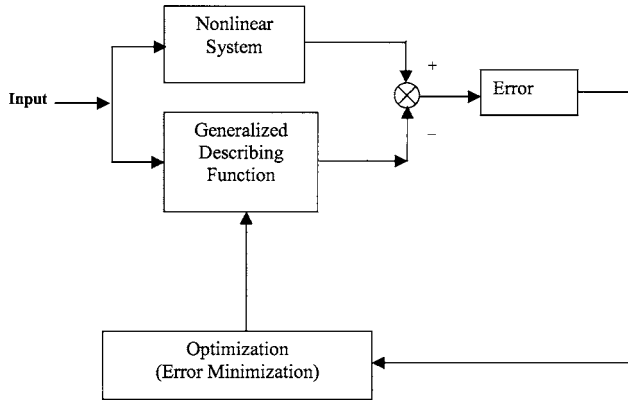 Nonlinear
System
+
Input
Error
Generalized
Describing
Function
−
Optimization
(Error Minimization)